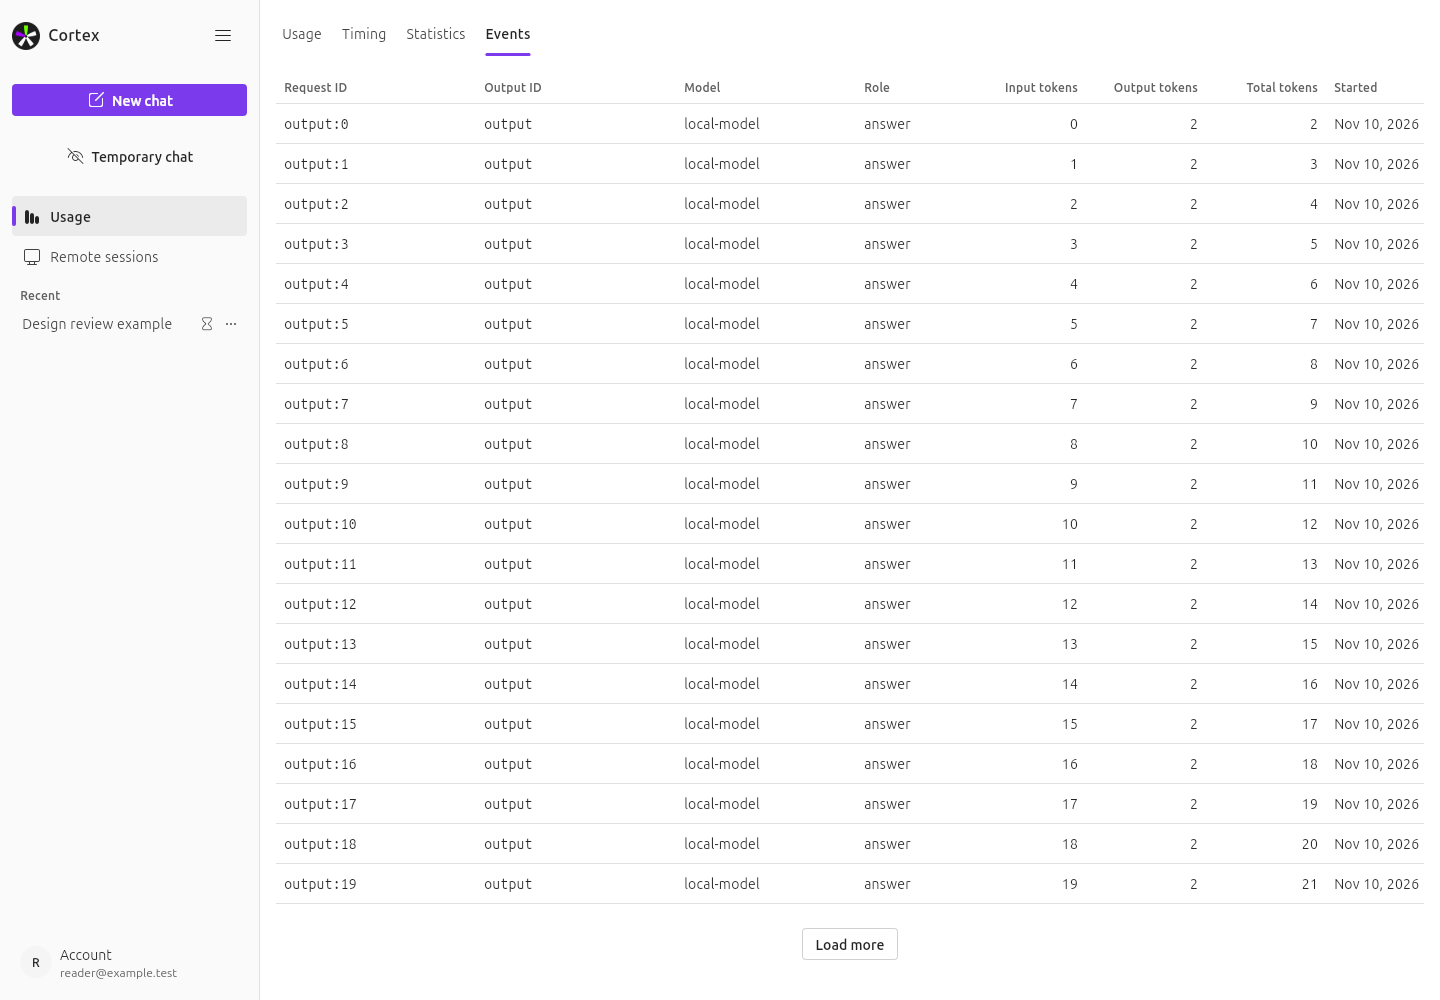 Cortex
New chat
Temporary chat
Usage
Remote sessions
Recent
Design review example
Account
R
reader@example.test
Usage Timing Statistics Events
Request ID Output ID Model Role Input tokens Output tokens Total tokens Started
output:0 output local-model answer 0 2 2 Nov 10, 2026
output:1 output local-model answer 1 2 3 Nov 10, 2026
output:2 output local-model answer 2 2 4 Nov 10, 2026
output:3 output local-model answer 3 2 5 Nov 10, 2026
output:4 output local-model answer 4 2 6 Nov 10, 2026
output:5 output local-model answer 5 2 7 Nov 10, 2026
output:6 output local-model answer 6 2 8 Nov 10, 2026
output:7 output local-model answer 7 2 9 Nov 10, 2026
output:8 output local-model answer 8 2 10 Nov 10, 2026
output:9 output local-model answer 9 2 11 Nov 10, 2026
output:10 output local-model answer 10 2 12 Nov 10, 2026
output:11 output local-model answer 11 2 13 Nov 10, 2026
output:12 output local-model answer 12 2 14 Nov 10, 2026
output:13 output local-model answer 13 2 15 Nov 10, 2026
output:14 output local-model answer 14 2 16 Nov 10, 2026
output:15 output local-model answer 15 2 17 Nov 10, 2026
output:16 output local-model answer 16 2 18 Nov 10, 2026
output:17 output local-model answer 17 2 19 Nov 10, 2026
output:18 output local-model answer 18 2 20 Nov 10, 2026
output:19 output local-model answer 19 2 21 Nov 10, 2026
Load more